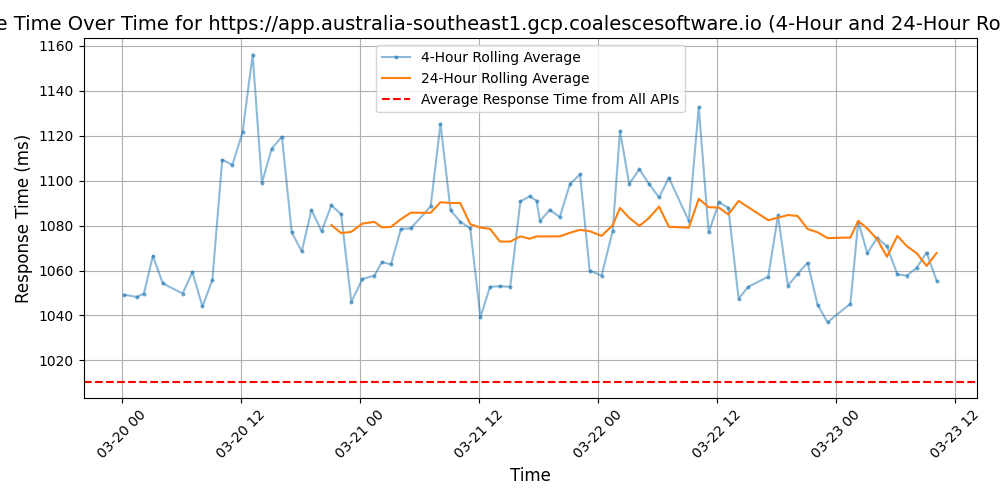 e Time Over Time for https://app.australia-southeast1.gcp.coalescesoftware.io (4-Hour and 24-Hour Ro
4-Hour Rolling Average
24-Hour Rolling Average
Average Response Time from All APIs
Response Time (ms)
1160
1140
1120
1100
1080
1060
1040
1020
03-20 00
03-20 12
03-21 00
03-21 12
03-22 00
03-22 12
03-23 00
03-23 12
Time